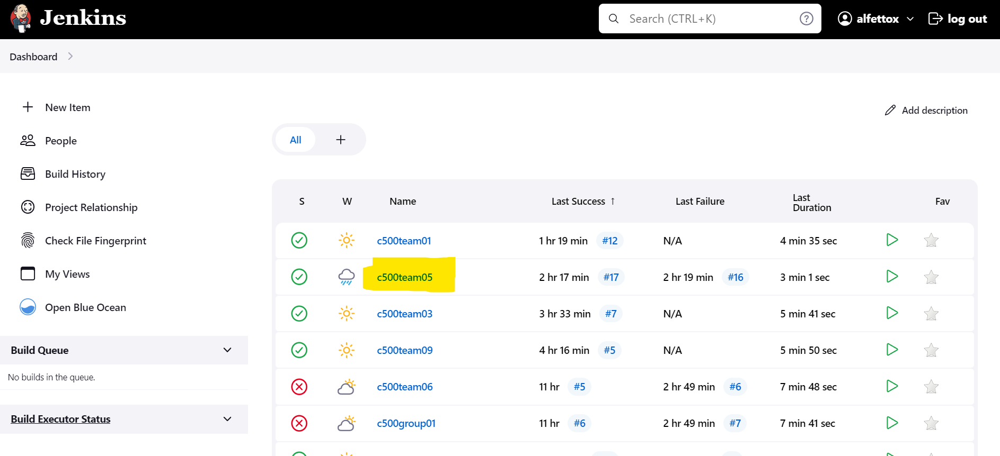 Jenkins
Search (CTRL+K)
?
alfettox
log out
Dashboard
New Item
People
Build History
Project Relationship
Check File Fingerprint
My Views
Open Blue Ocean
Build Queue
No builds in the queue.
Build Executor Status
Add description
All +
S W Name Last Success ↑ Last Failure Last Duration Fav
c500team01 1 hr 19 min #12 N/A 4 min 35 sec
c500team05 2 hr 17 min #17 2 hr 19 min #16 3 min 1 sec
c500team03 3 hr 33 min #7 N/A 5 min 41 sec
c500team09 4 hr 16 min #5 N/A 5 min 50 sec
c500team06 11 hr #5 2 hr 49 min #6 7 min 48 sec
c500group01 11 hr #6 2 hr 49 min #7 7 min 41 sec